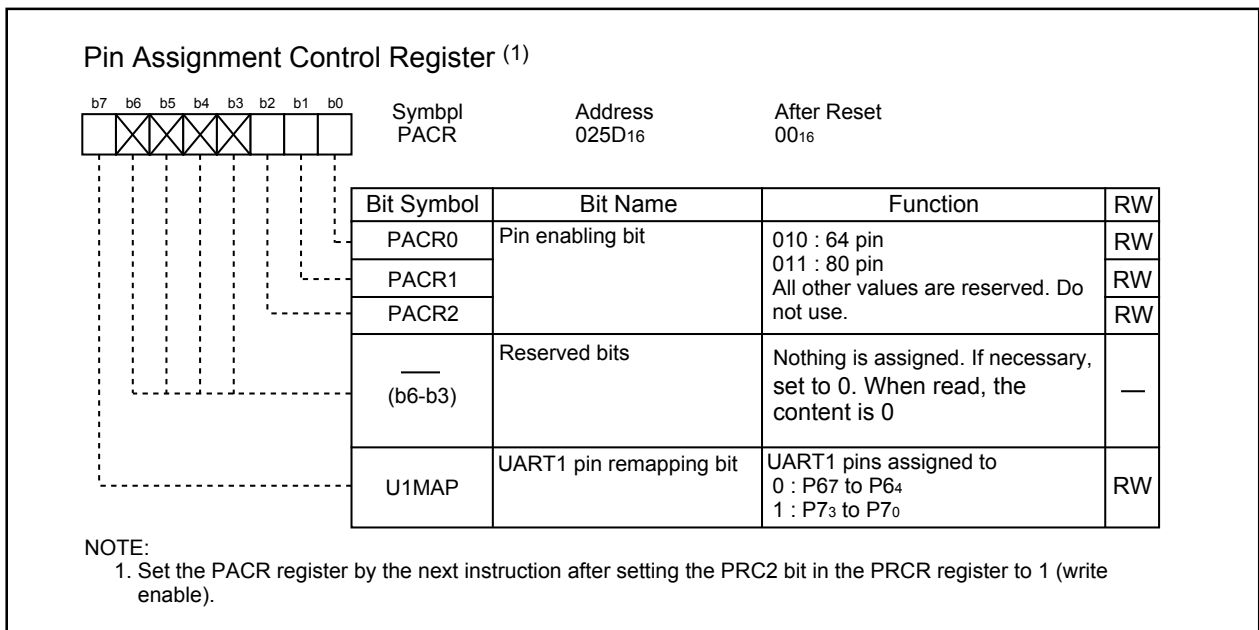 Pin Assignment Control Register (1)
b7 b6 b5 b4 b3 b2 b1 b0
Symbpl Address After Reset
PACR 025D16 0016
Bit Symbol Bit Name Function RW
PACR0 Pin enabling bit 010 : 64 pin RW
011 : 80 pin
PACR1 All other values are reserved. Do RW
PACR2 not use. RW
Reserved bits Nothing is assigned. If necessary,
(b6-b3) set to 0. When read, the —
content is 0
UART1 pin remapping bit UART1 pins assigned to
U1MAP 0 : P67 to P64 RW
1 : P73 to P70
NOTE:
1. Set the PACR register by the next instruction after setting the PRC2 bit in the PRCR register to 1 (write
enable).